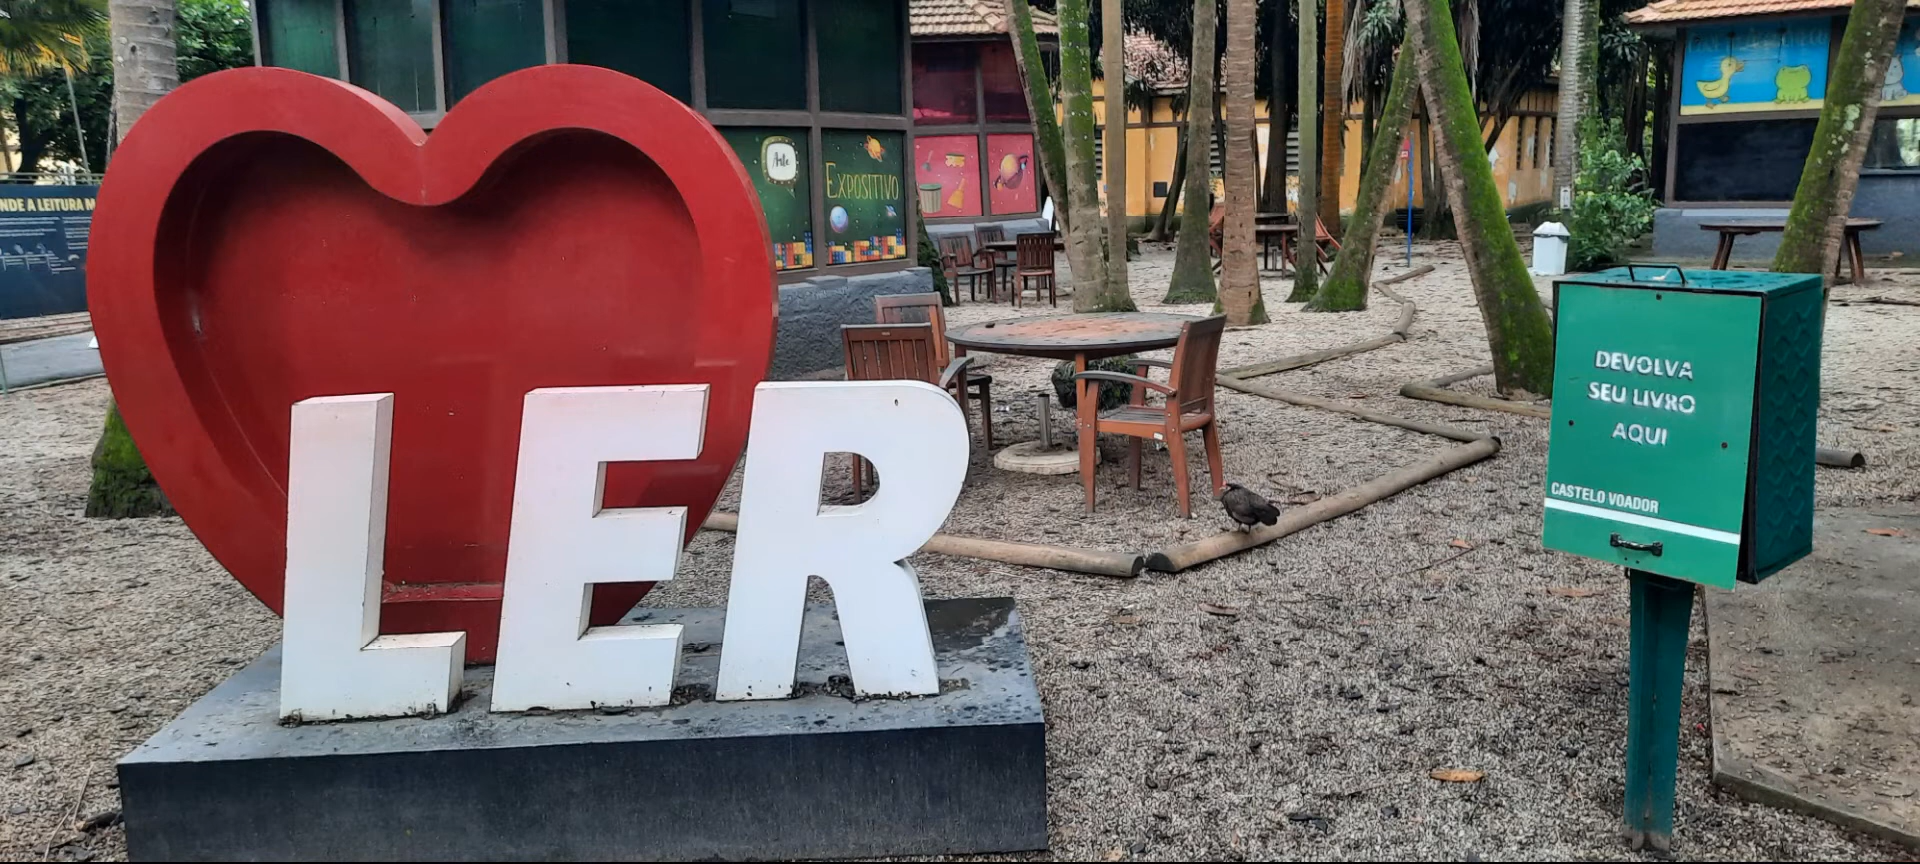 NDE A LEITURA M
Arte
EXPOSITIVO
LER
DEVOLVA
SEU LIVRO
AQUI
CASTELO VOADOR